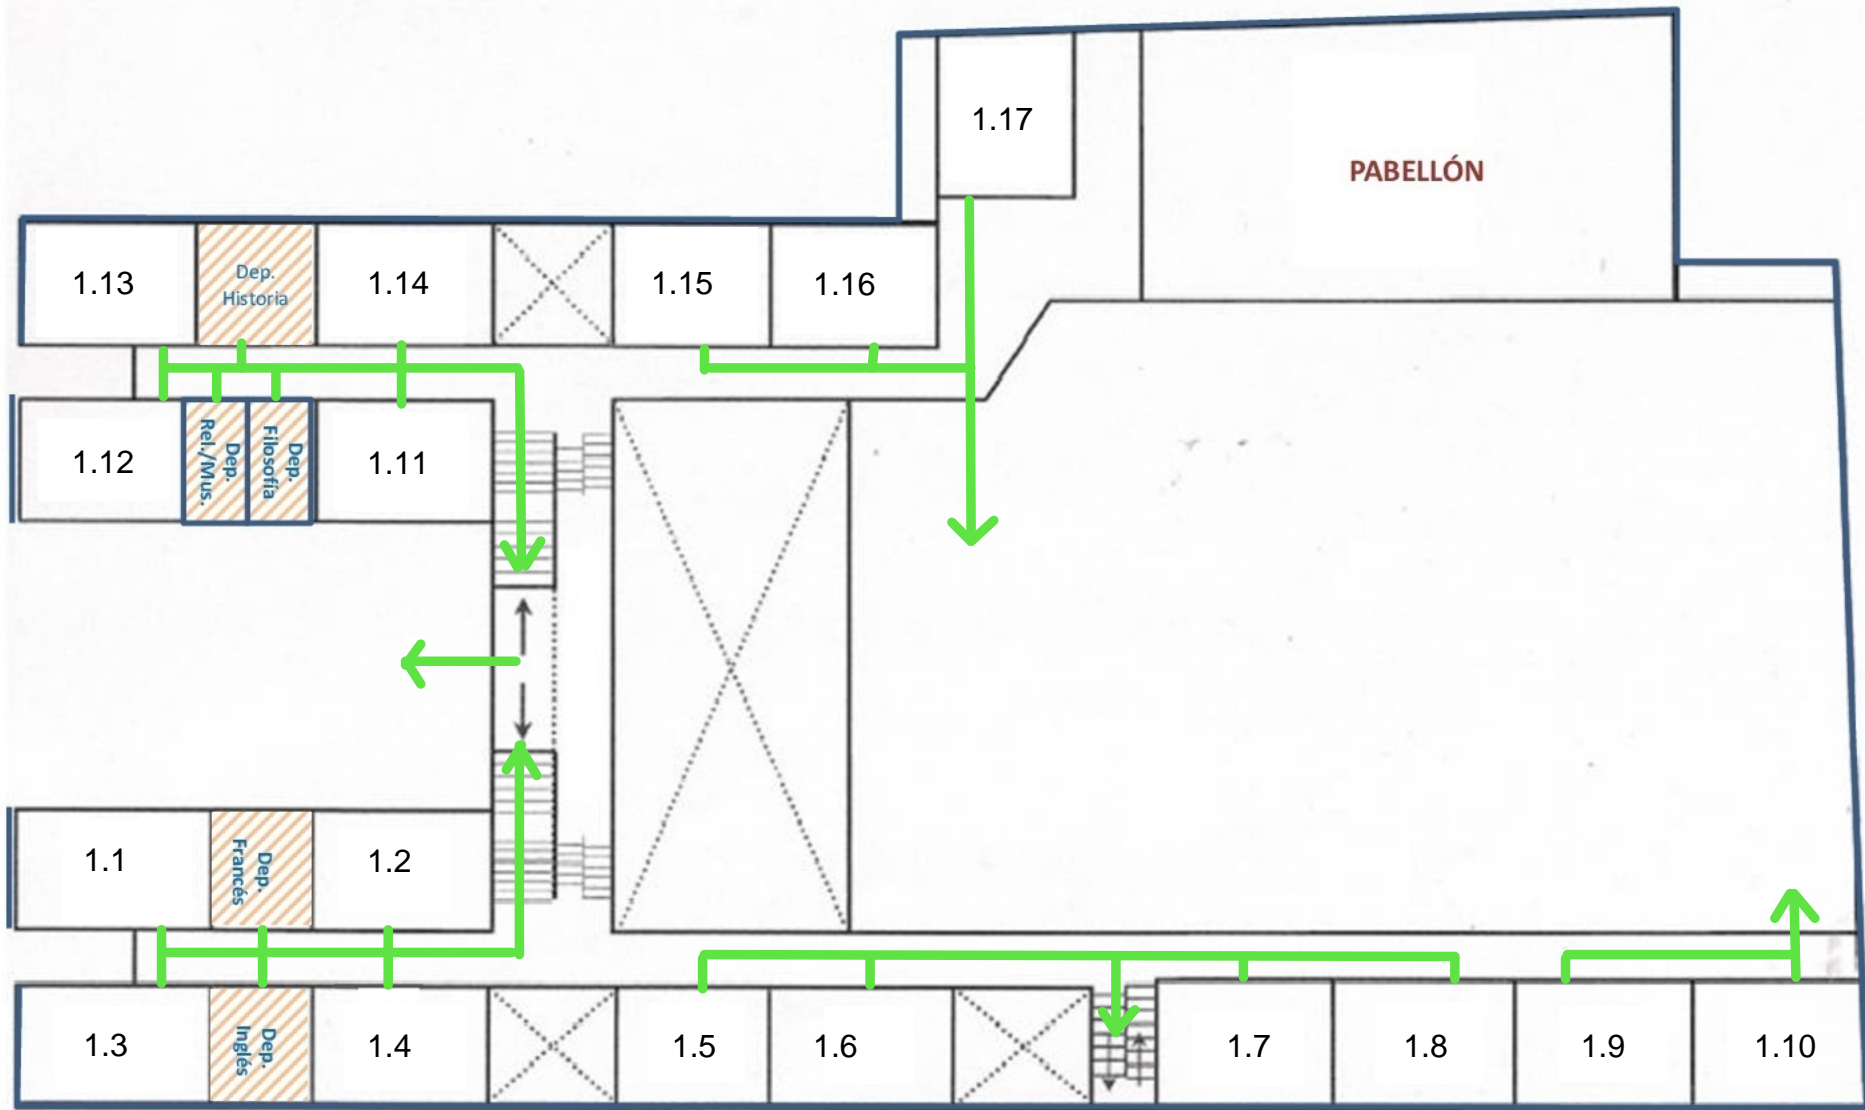 1.17
PABELLÓN
1.13
Dep.
Historia
1.14
1.15
1.16
1.12
Dep.
Rel./Mus.
Dep.
Filosofía
1.11
1.1
Dep.
Francés
1.2
1.3
Dep.
Inglés
1.4
1.5
1.6
1.7
1.8
1.9
1.10